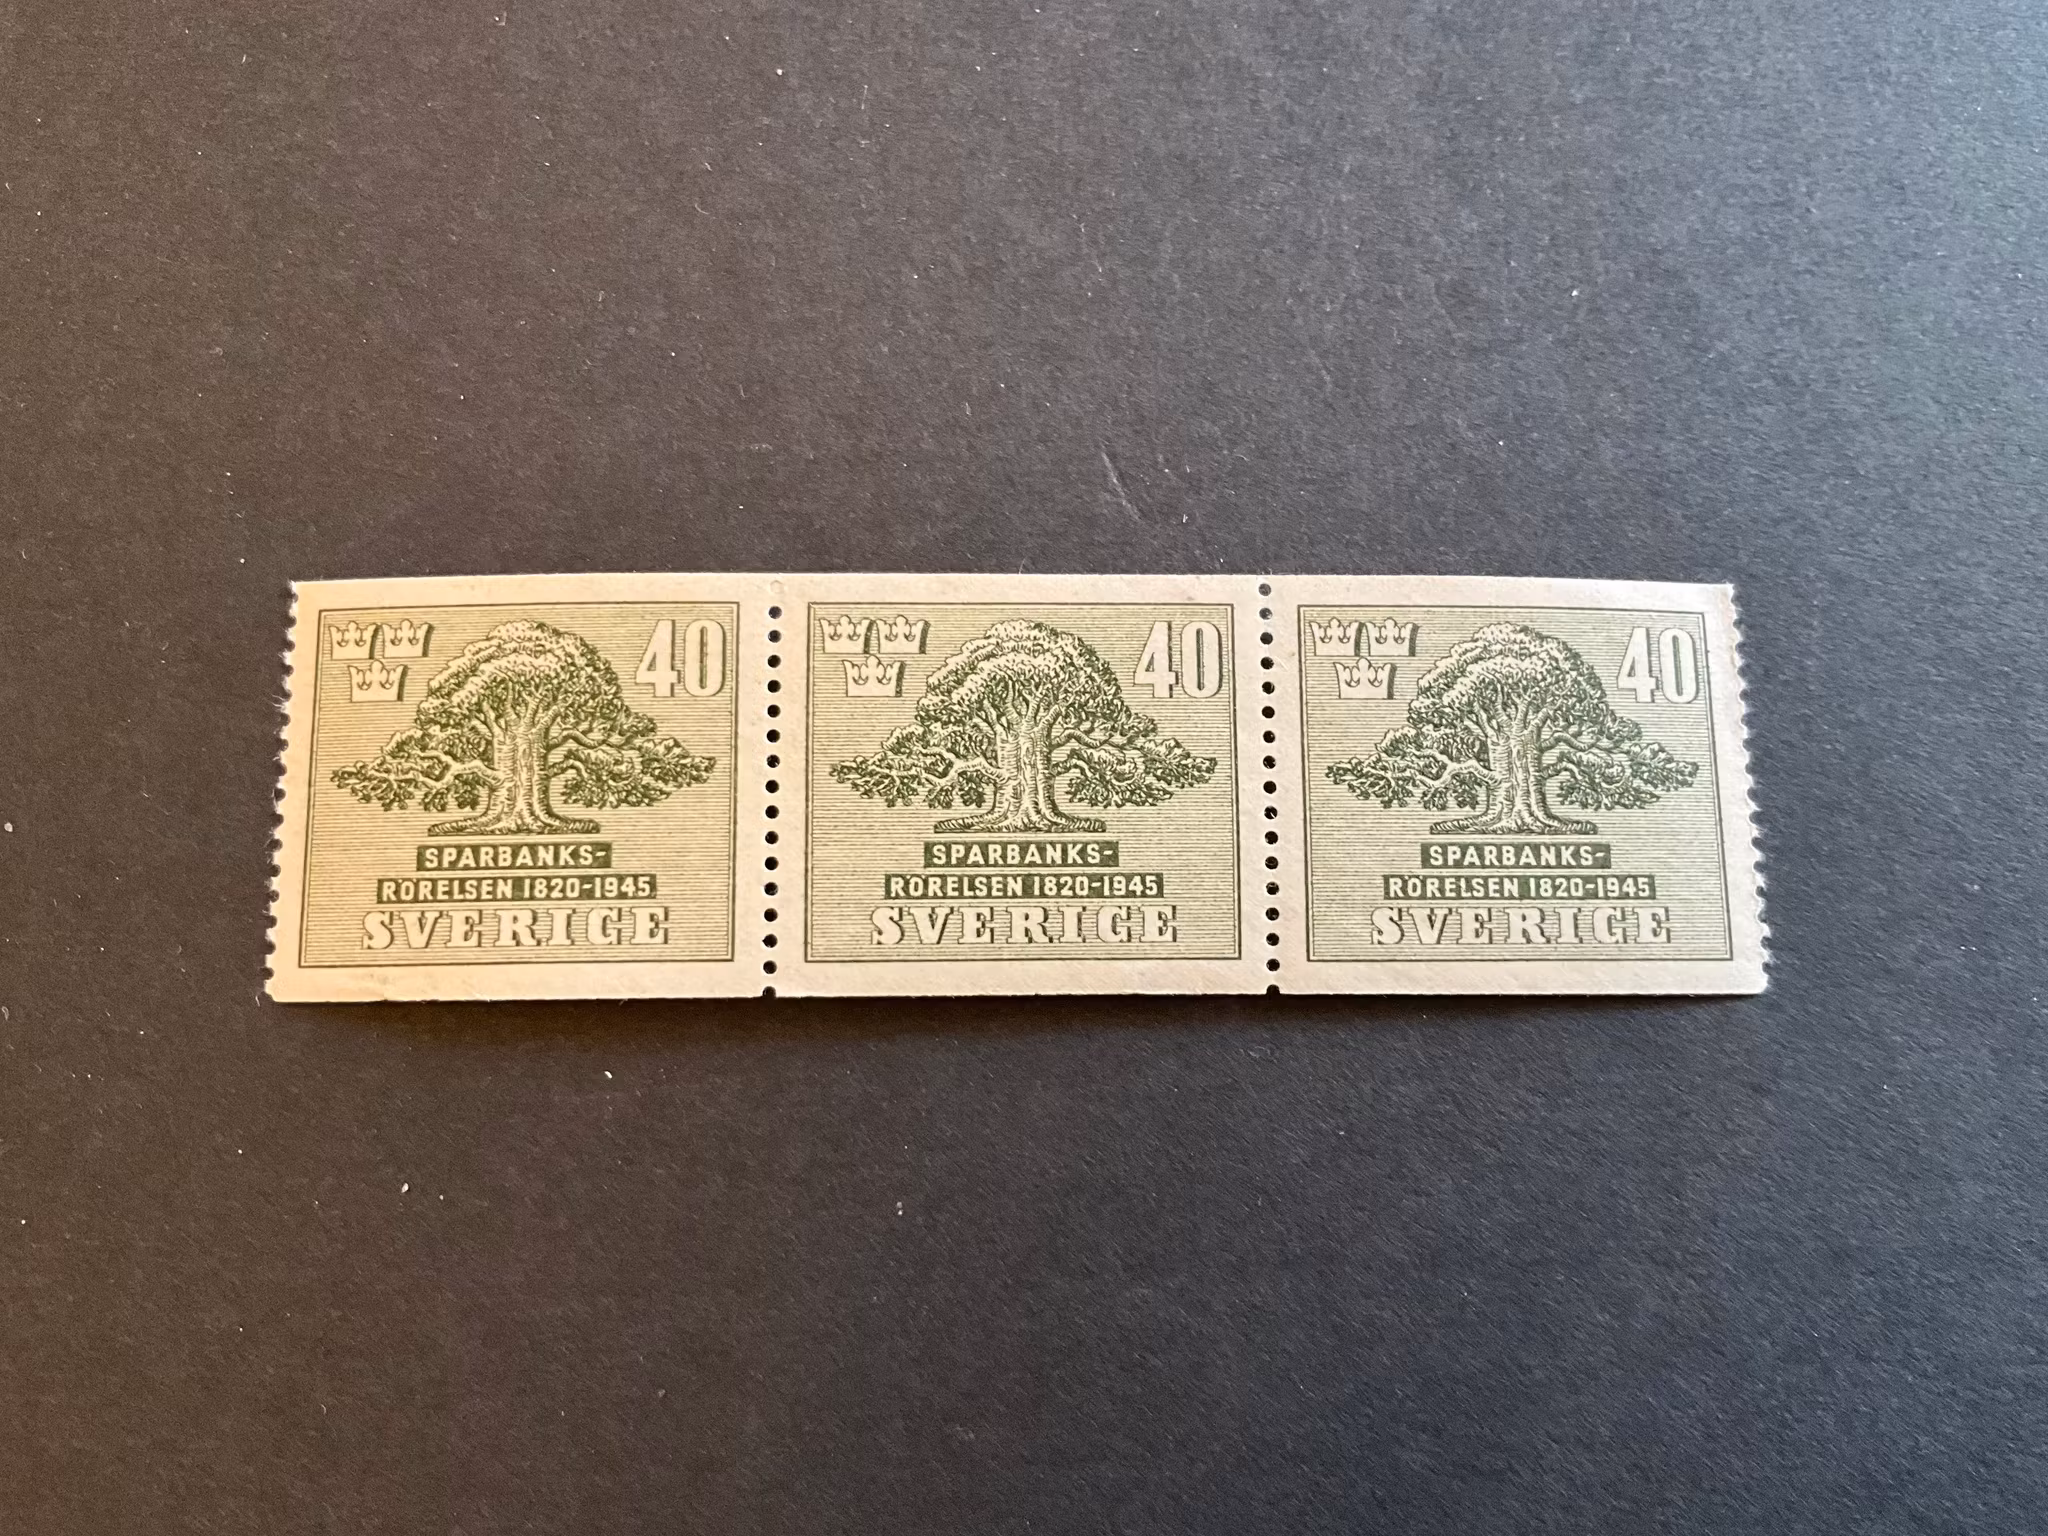 40
SPARBANKS-
RÖRELSEN 1820-1945
SVERIGE
40
SPARBANKS-
RÖRELSEN 1820-1945
SVERIGE
40
SPARBANKS-
RÖRELSEN 1820-1945
SVERIGE